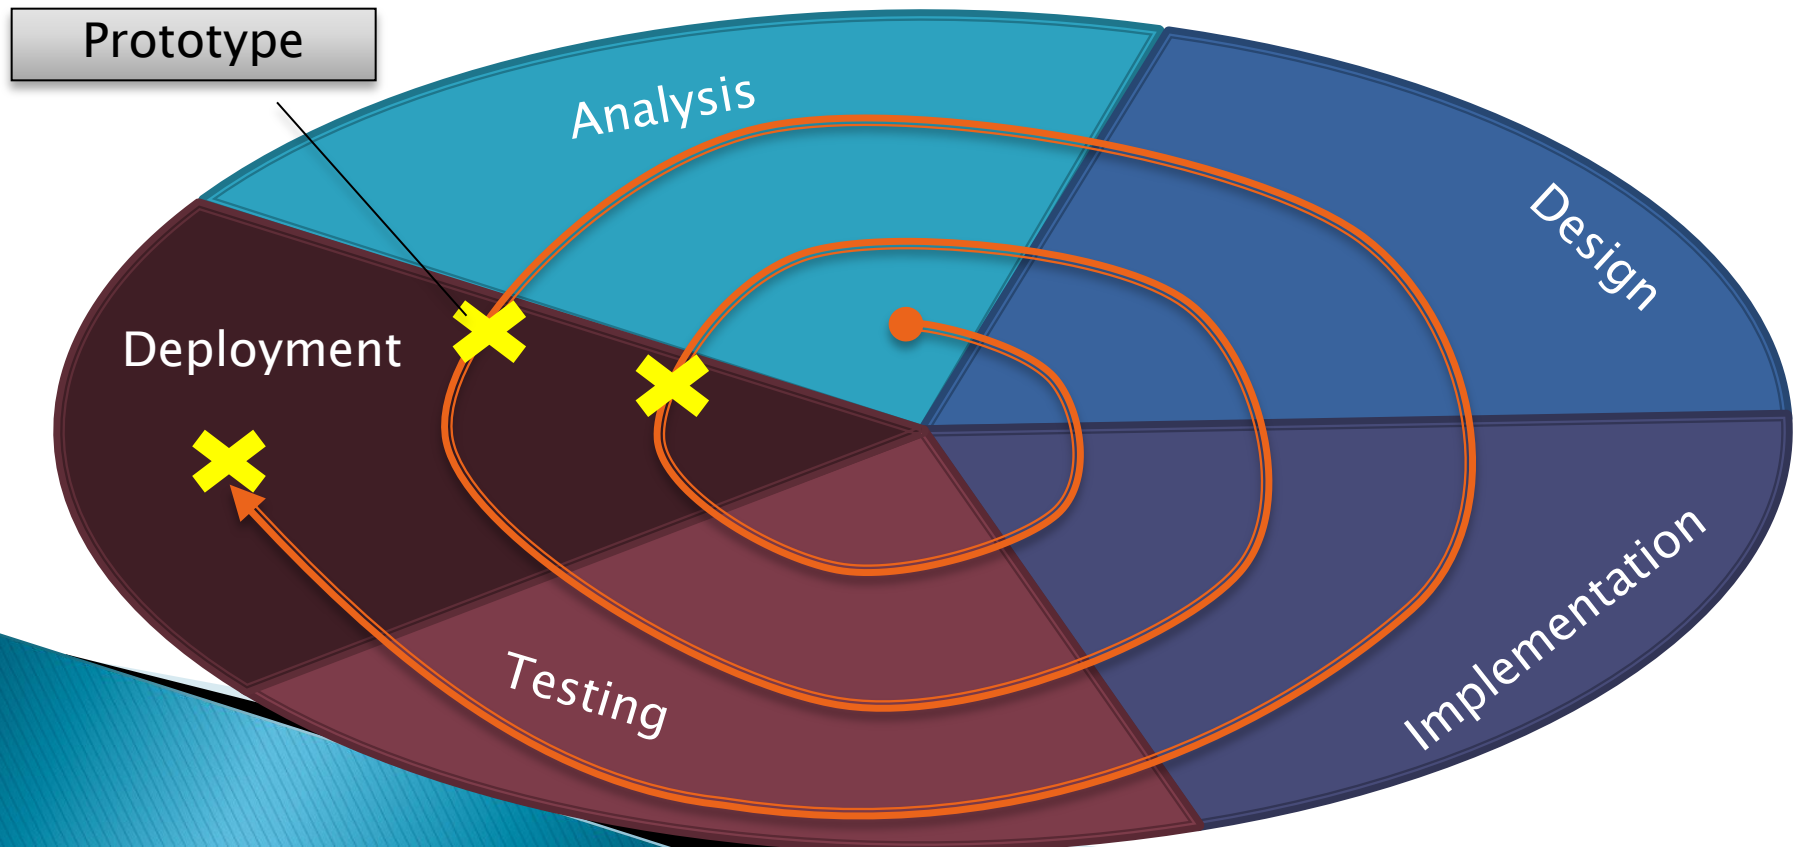 Prototype
Analysis
Design
Deployment
Implementation
Testing